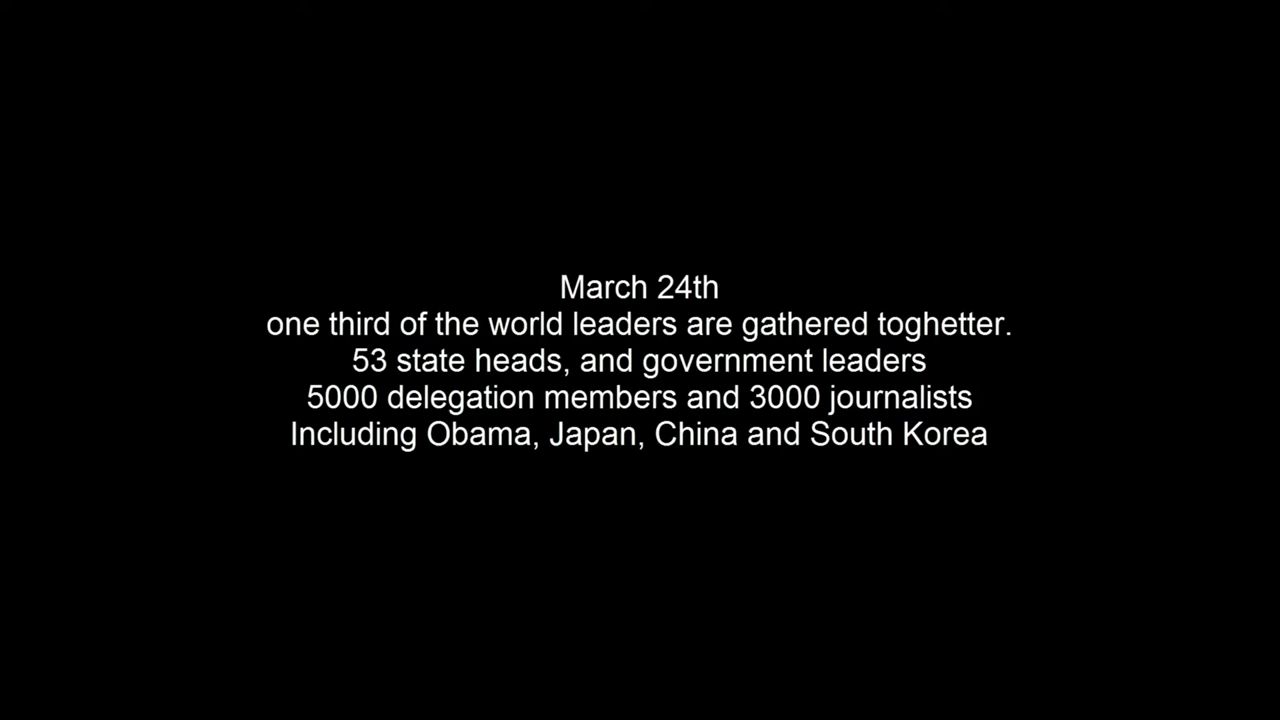 March 24th
one third of the world leaders are gathered toghetter.
53 state heads, and government leaders
5000 delegation members and 3000 journalists
Including Obama, Japan, China and South Korea